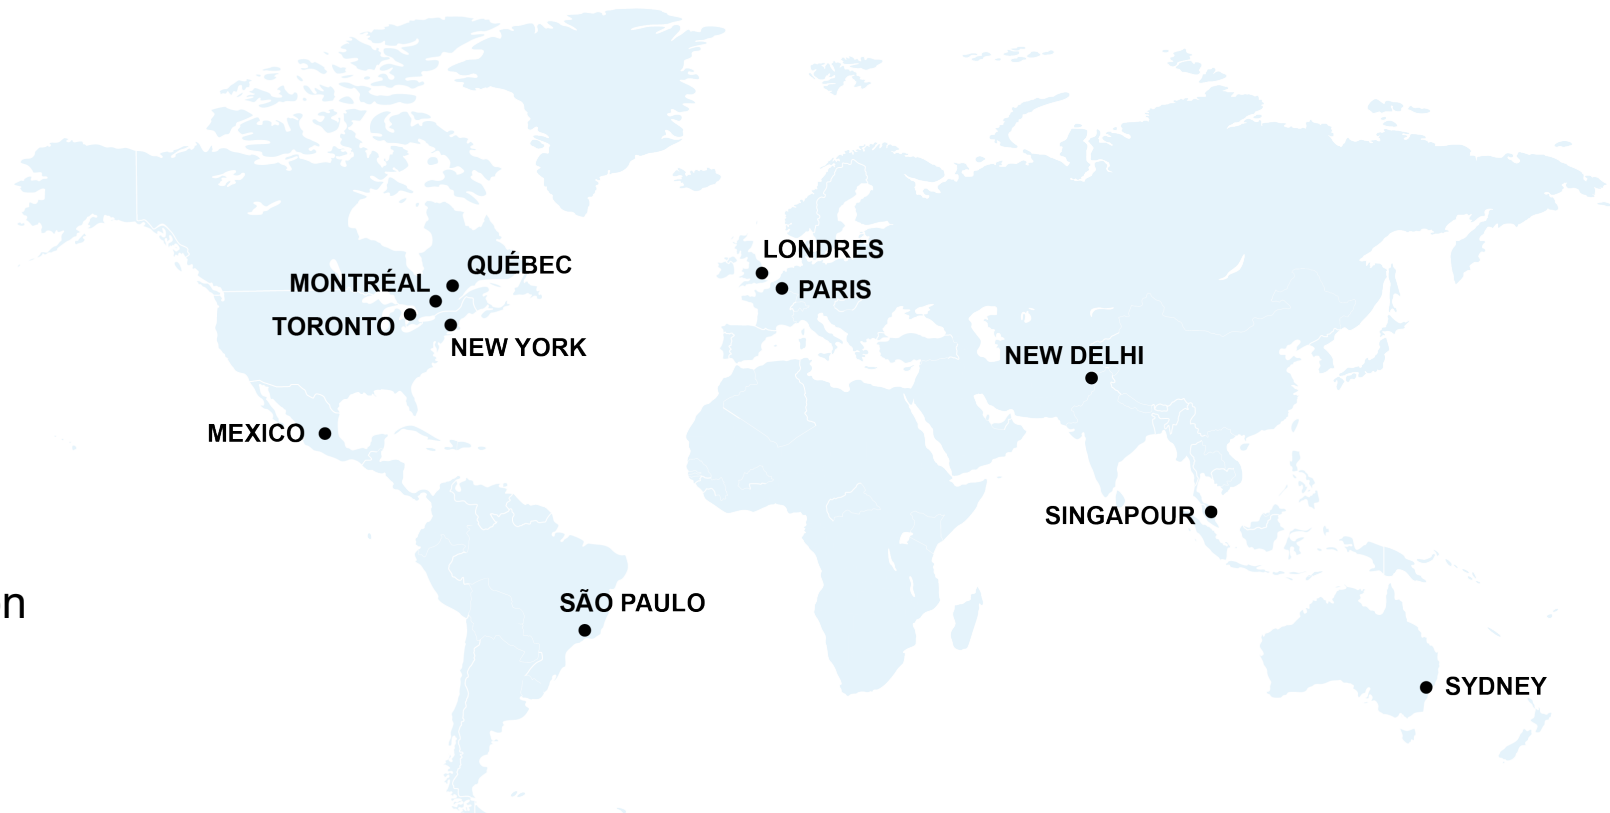 LONDRES
QUÉBEC
MONTRÉAL
PARIS
TORONTO
NEW YORK
NEW DELHI
MEXICO
SINGAPOUR
SÃO PAULO
n
SYDNEY